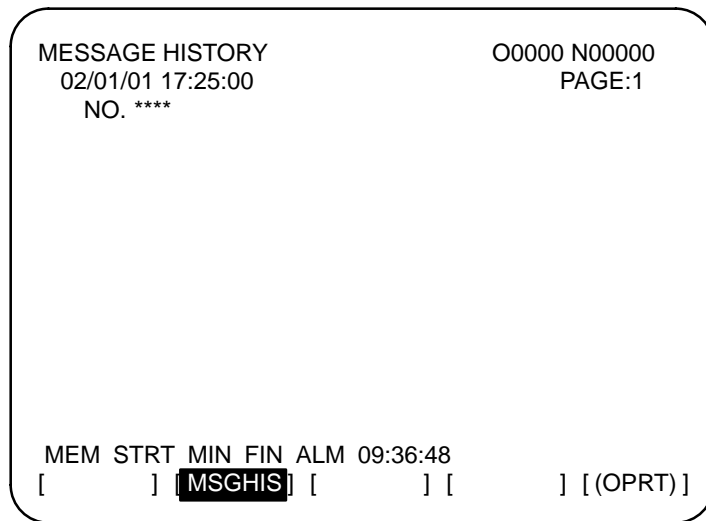 MESSAGE HISTORY O0000 N00000
02/01/01 17:25:00 PAGE:1
NO. ****
MEM STRT MIN FIN ALM 09:36:48
[ ] [ MSGHIS ] [ ] [ ] [ (OPRT) ]